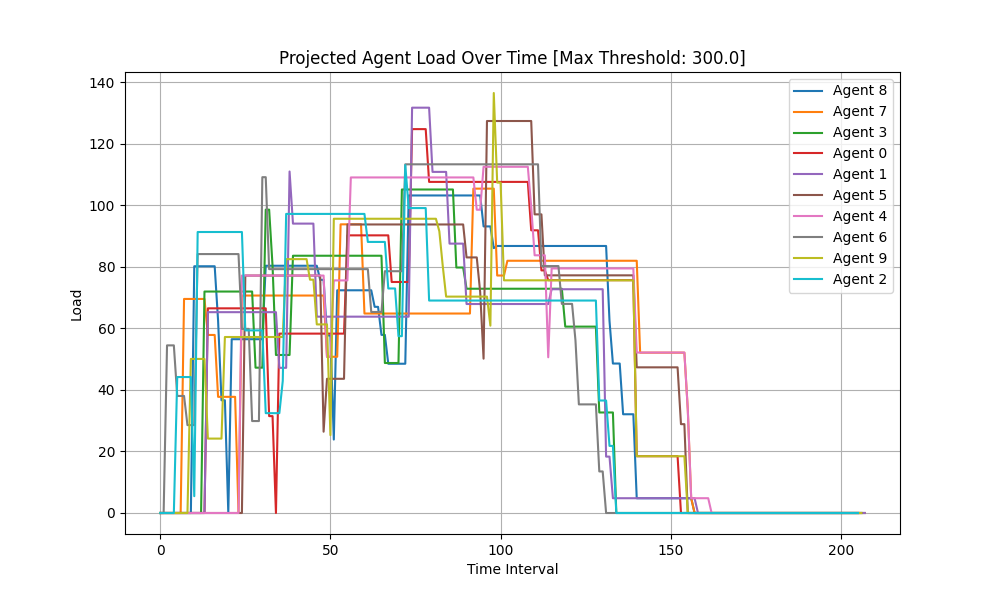 Projected Agent Load Over Time [Max Threshold: 300.0]
Load
140
120
100
80
60
40
20
0
0
50
100
150
200
Time Interval
Agent 8
Agent 7
Agent 3
Agent 0
Agent 1
Agent 5
Agent 4
Agent 6
Agent 9
Agent 2